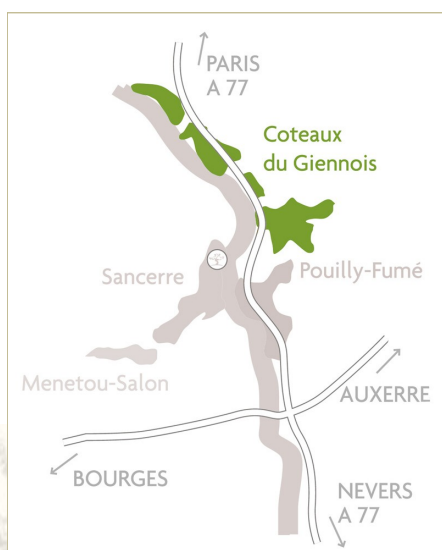 PARIS
A 77
Coteaux
du Giennois
Sancerre
Pouilly-Fumé
Menetou-Salon
AUXERRE
BOURGES
NEVERS
A 77